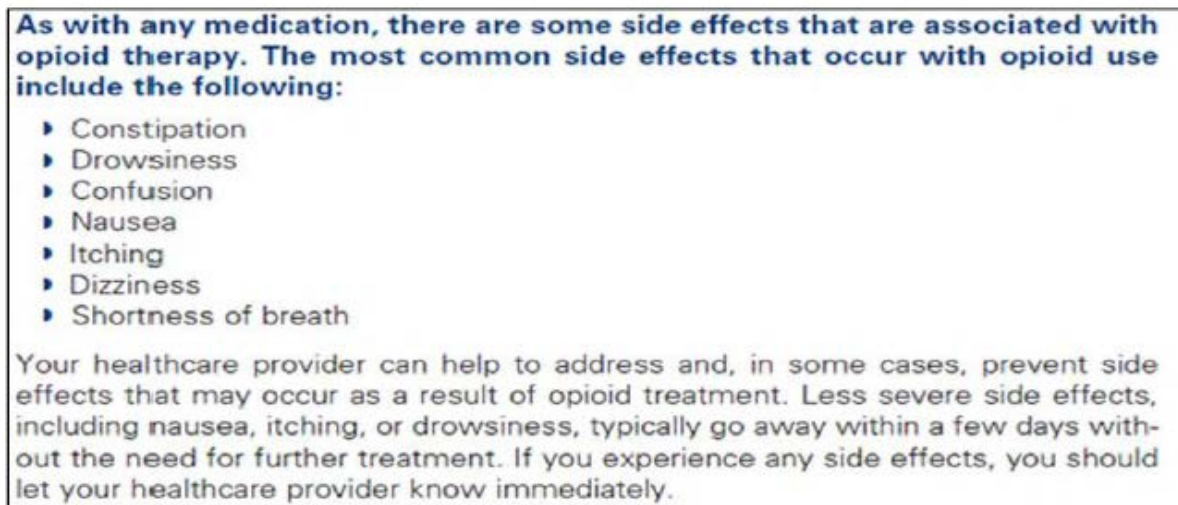 As with any medication, there are some side effects that are associated with
opioid therapy. The most common side effects that occur with opioid use
include the following:
Constipation
Drowsiness
Confusion
Nausea
Itching
Dizziness
Shortness of breath
Your healthcare provider can help to address and, in some cases, prevent side
effects that may occur as a result of opioid treatment. Less severe side effects,
including nausea, itching, or drowsiness, typically go away within a few days with-
out the need for further treatment. If you experience any side effects, you should
let your healthcare provider know immediately.